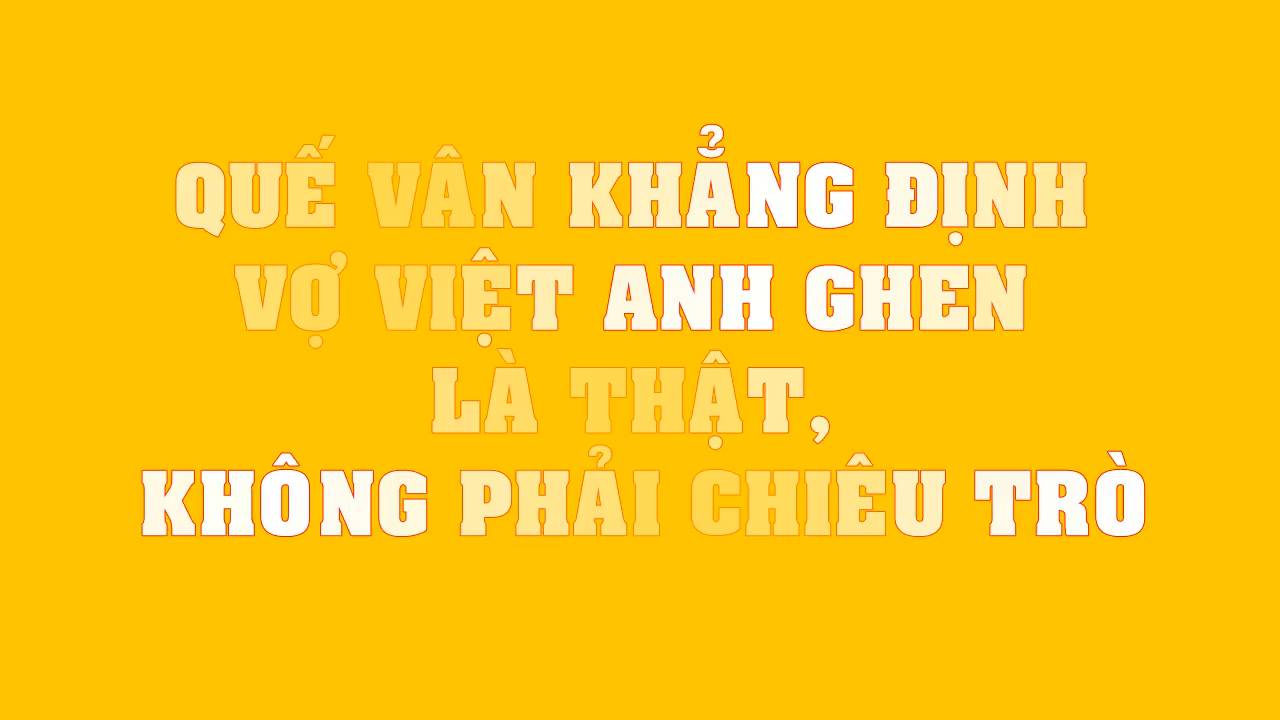 QUẾ VÂN KHẲNG ĐỊNH
VỢ VIỆT ANH GHEN
LÀ THẬT,
KHÔNG PHẢI CHIÊU TRÒ